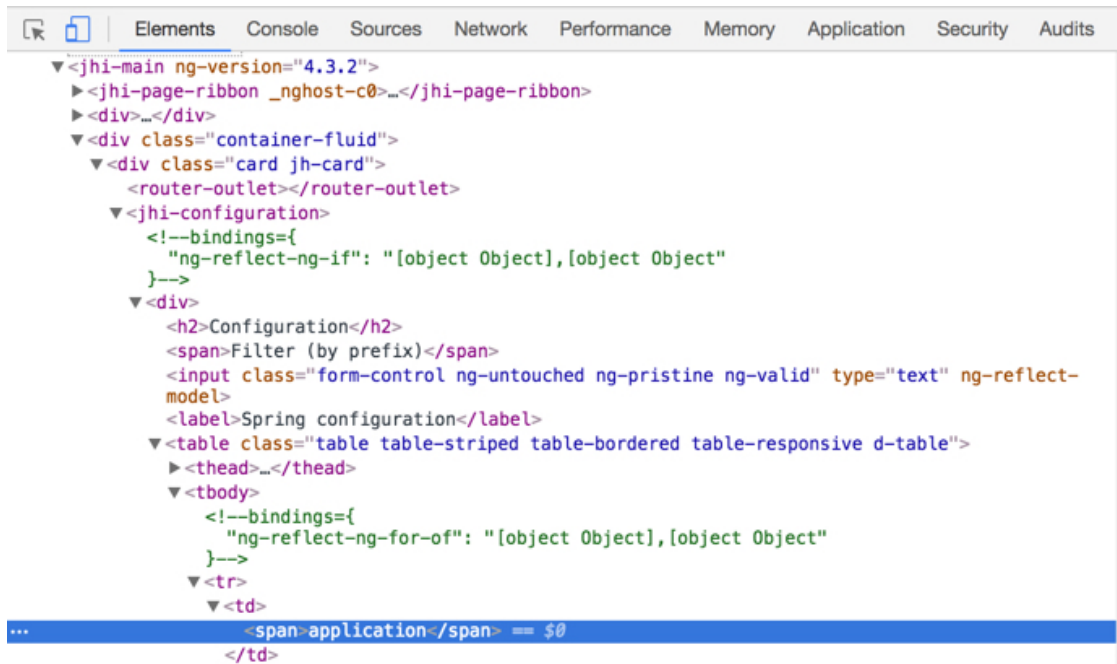 Elements Console Sources Network Performance Memory Application Security Audits
▼<jhi-main ng-version="4.3.2">
▶<jhi-page-ribbon _nghost-c0>…</jhi-page-ribbon>
▶<div>…</div>
▼<div class="container-fluid">
▼<div class="card jh-card">
<router-outlet></router-outlet>
▼<jhi-configuration>
<!--bindings={
"ng-reflect-ng-if": "[object Object],[object Object"
}-->
▼<div>
<h2>Configuration</h2>
<span>Filter (by prefix)</span>
<input class="form-control ng-untouched ng-pristine ng-valid" type="text" ng-reflect-
model>
<label>Spring configuration</label>
▼<table class="table table-striped table-bordered table-responsive d-table">
▶<thead>…</thead>
▼<tbody>
<!--bindings={
"ng-reflect-ng-for-of": "[object Object],[object Object"
}-->
▼<tr>
▼<td>
… <span>application</span> == $0
</td>